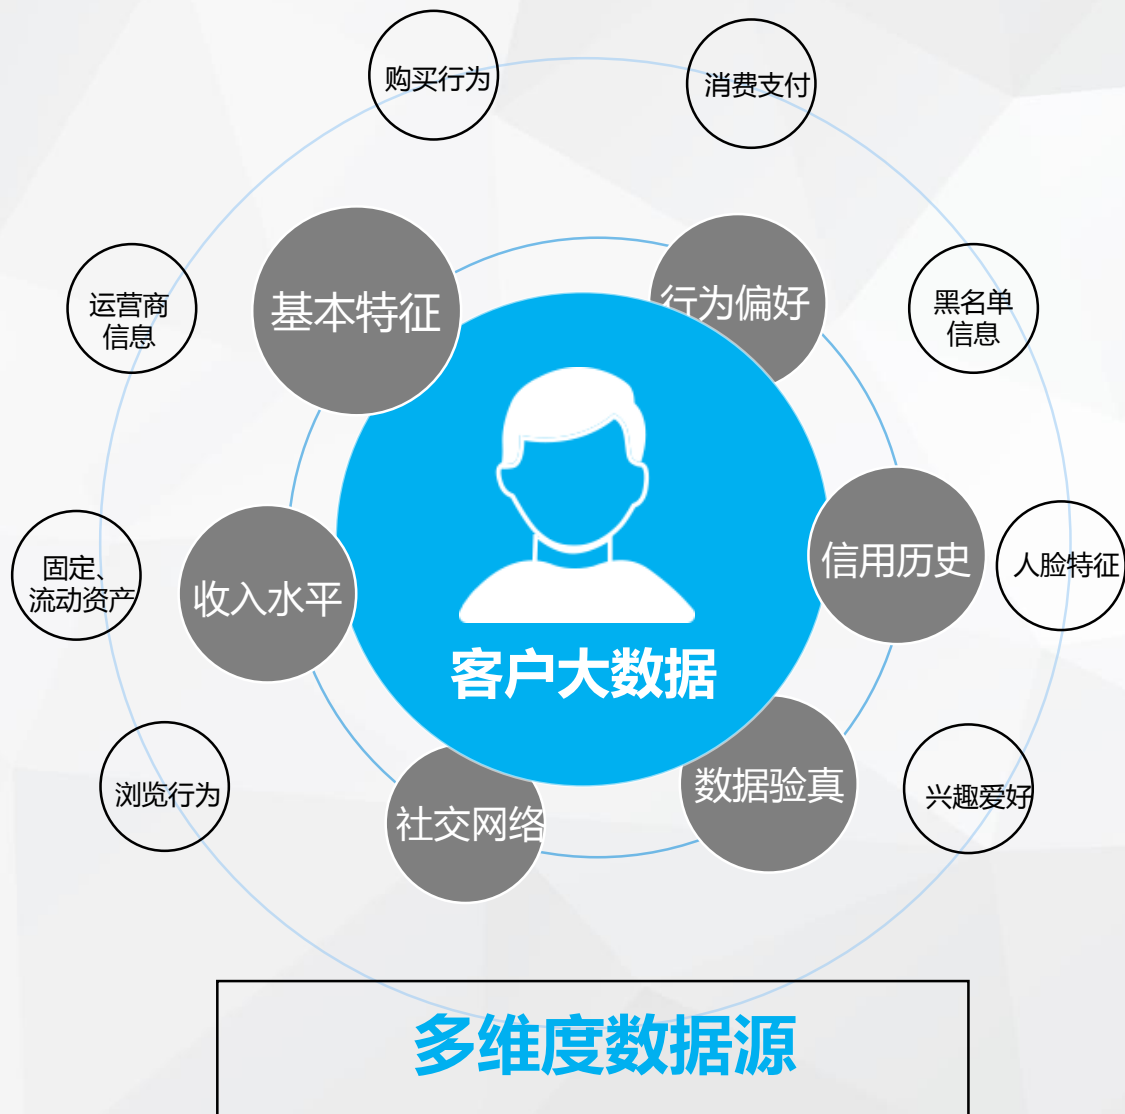 购买行为
消费支付
运营商
信息
基本特征
行为偏好
黑名单
信息
固定、
流动资产
收入水平
客户大数据
信用历史
人脸特征
浏览行为
社交网络
数据验真
兴趣爱好
多维度数据源